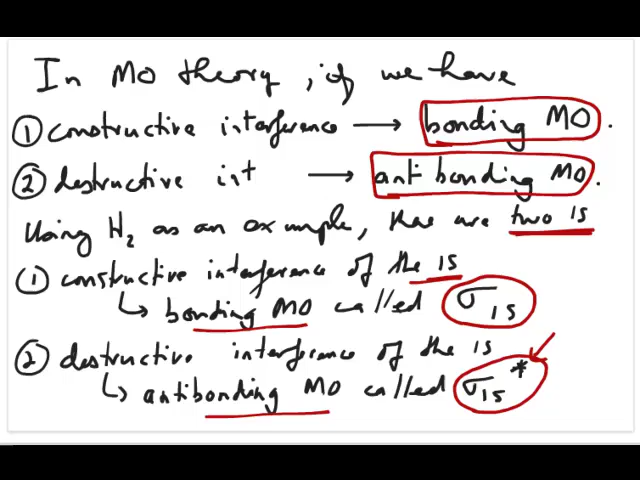 In MO theory, if we have
① constructive interference → bonding MO.
② destructive int → anti bonding MO.
Using H₂ as an example, there are two 1s
① constructive interference of the 1s
↳ bonding MO called σ₁ₛ
② destructive interference of the 1s
↳ antibonding MO called σ₁ₛ*